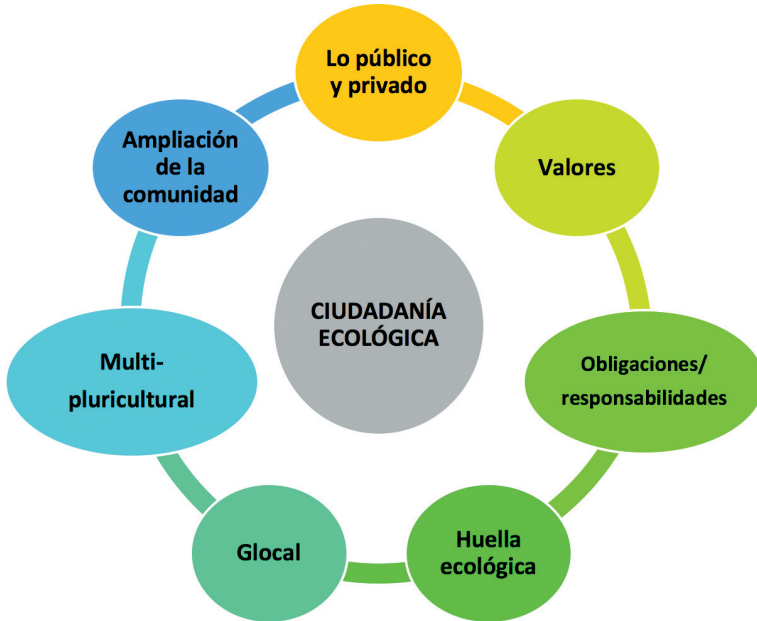 Lo público
y privado
Valores
Obligaciones/
responsabilidades
Huella
ecológica
Glocal
Multi-
pluricultural
Ampliación
de la
comunidad
CIUDADANÍA
ECOLÓGICA